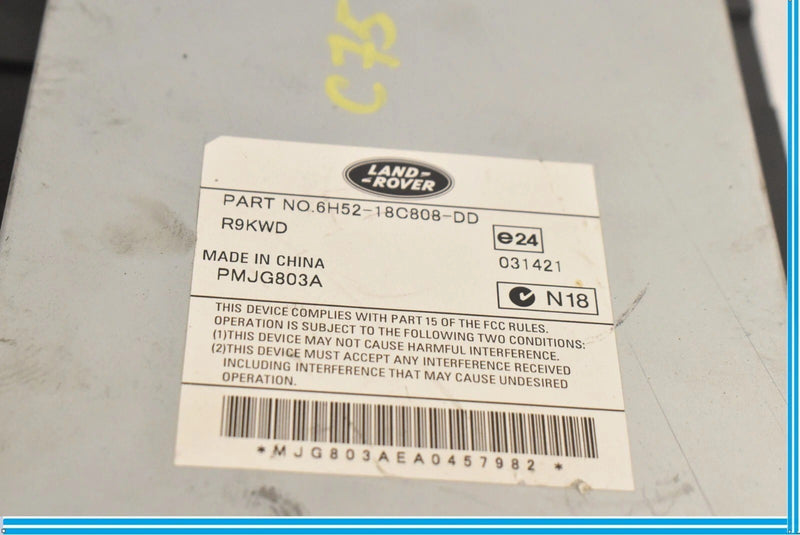 C75
LAND-
-ROVER
PART NO.6H52-18C808-DD
R9KWD
e24
MADE IN CHINA
031421
PMJG803A
N18
THIS DEVICE COMPLIES WITH PART 15 OF THE FCC RULES.
OPERATION IS SUBJECT TO THE FOLLOWING TWO CONDITIONS:
(1)THIS DEVICE MAY NOT CAUSE HARMFUL INTERFERENCE.
(2)THIS DEVICE MUST ACCEPT ANY INTERFERENCE RECEIVED
INCLUDING INTERFERENCE THAT MAY CAUSE UNDESIRED
OPERATION.
*MJG803AEA0457982*